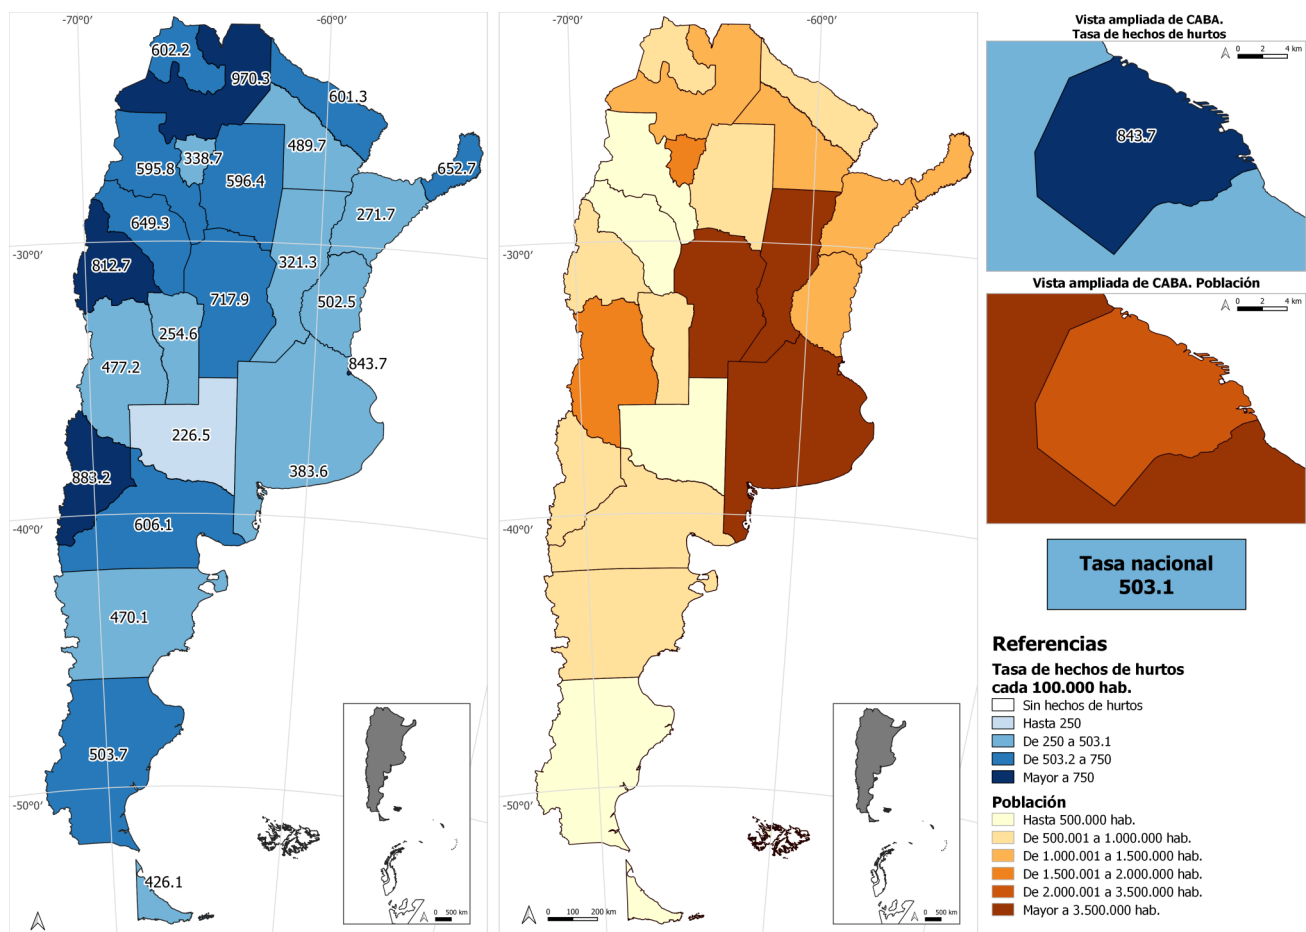 -70°0'
-60°0'
602.2
970.3
601.3
489.7
338.7
595.8
596.4
652.7
271.7
649.3
-30°0'
812.7
321.3
717.9
502.5
254.6
477.2
843.7
226.5
383.6
883.2
606.1
-40°0'
470.1
503.7
-50°0'
426.1
0 500 km
-70°0'
-60°0'
-30°0'
-40°0'
-50°0'
0 100 200 km
0 500 km
Vista ampliada de CABA.
Tasa de hechos de hurtos
0 2 4 km
843.7
Vista ampliada de CABA. Población
0 2 4 km
Tasa nacional
503.1
Referencias
Tasa de hechos de hurtos
cada 100.000 hab.
Sin hechos de hurtos
Hasta 250
De 250 a 503.1
De 503.2 a 750
Mayor a 750
Población
Hasta 500.000 hab.
De 500.001 a 1.000.000 hab.
De 1.000.001 a 1.500.000 hab.
De 1.500.001 a 2.000.000 hab.
De 2.000.001 a 3.500.000 hab.
Mayor a 3.500.000 hab.